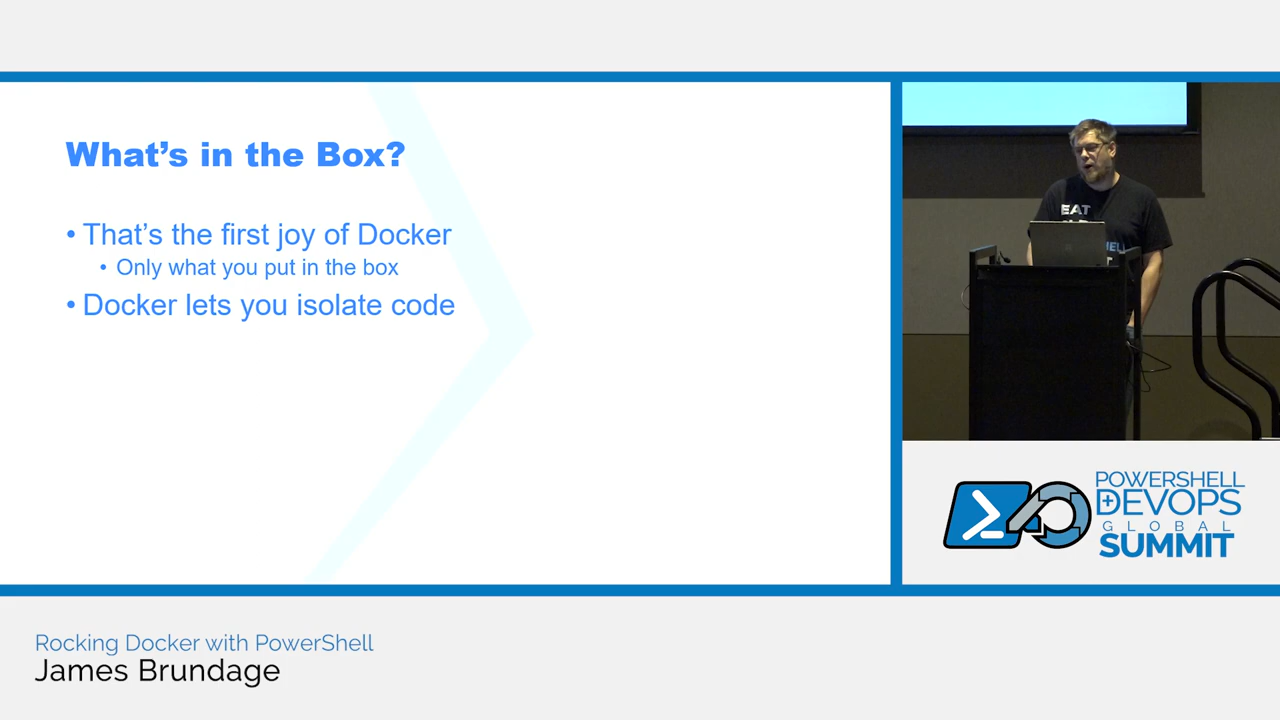 What's in the Box?
• That's the first joy of Docker
• Only what you put in the box
• Docker lets you isolate code
EAT
POWERSHELL
+DEVOPS
GLOBAL
SUMMIT
Rocking Docker with PowerShell
James Brundage